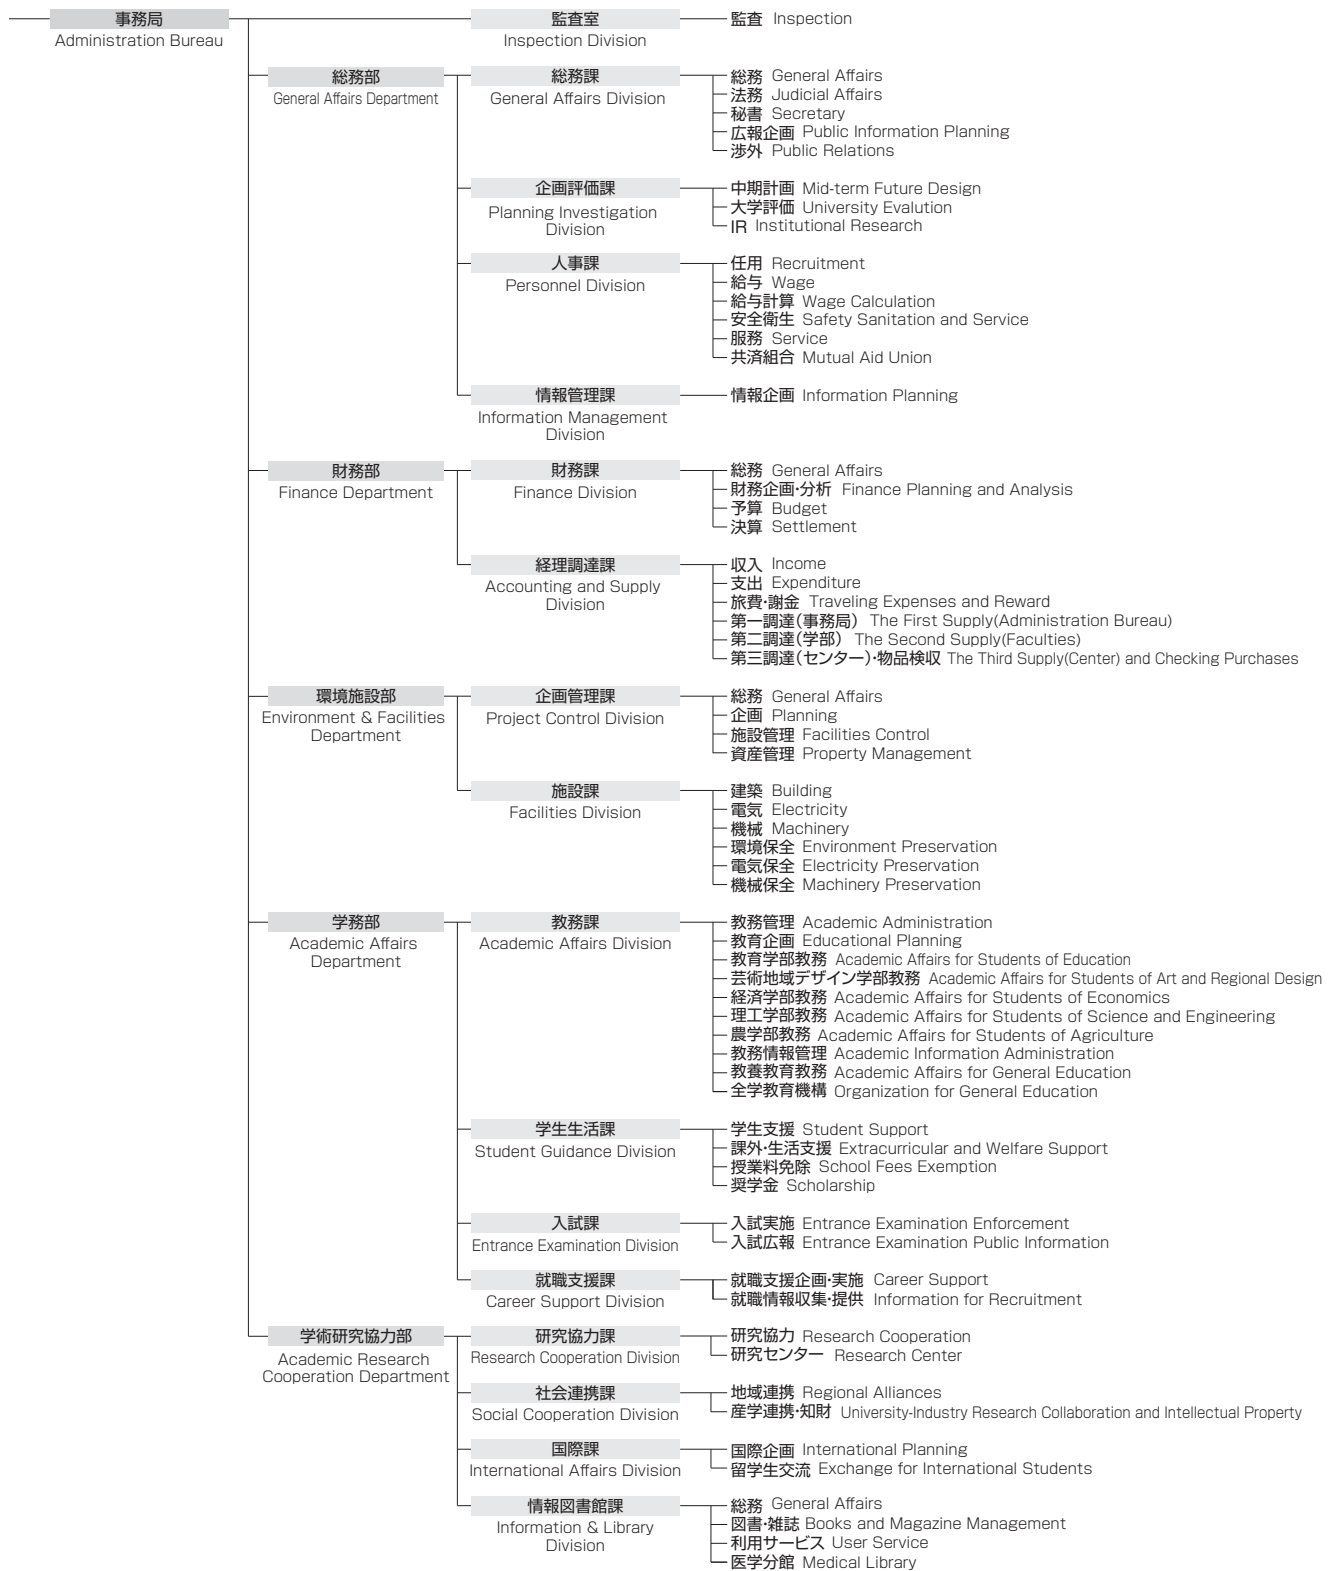 事務局
Administration Bureau
監査室
Inspection Division
監査 Inspection
総務部
General Affairs Department
総務課
General Affairs Division
総務 General Affairs
法務 Judicial Affairs
秘書 Secretary
広報企画 Public Information Planning
渉外 Public Relations
企画評価課
Planning Investigation
Division
中期計画 Mid-term Future Design
大学評価 University Evalution
IR Institutional Research
人事課
Personnel Division
任用 Recruitment
給与 Wage
給与計算 Wage Calculation
安全衛生 Safety Sanitation and Service
服務 Service
共済組合 Mutual Aid Union
情報管理課
Information Management
Division
情報企画 Information Planning
財務部
Finance Department
財務課
Finance Division
総務 General Affairs
財務企画・分析 Finance Planning and Analysis
予算 Budget
決算 Settlement
経理調達課
Accounting and Supply
Division
収入 Income
支出 Expenditure
旅費・謝金 Traveling Expenses and Reward
第一調達（事務局） The First Supply(Administration Bureau)
第二調達（学部） The Second Supply(Faculties)
第三調達（センター）・物品検収 The Third Supply(Center) and Checking Purchases
環境施設部
Environment & Facilities
Department
企画管理課
Project Control Division
総務 General Affairs
企画 Planning
施設管理 Facilities Control
資産管理 Property Management
施設課
Facilities Division
建築 Building
電気 Electricity
機械 Machinery
環境保全 Environment Preservation
電気保全 Electricity Preservation
機械保全 Machinery Preservation
学務部
Academic Affairs
Department
教務課
Academic Affairs Division
教務管理 Academic Administration
教育企画 Educational Planning
教育学部教務 Academic Affairs for Students of Education
芸術地域デザイン学部教務 Academic Affairs for Students of Art and Regional Design
経済学部教務 Academic Affairs for Students of Economics
理工学部教務 Academic Affairs for Students of Science and Engineering
農学部教務 Academic Affairs for Students of Agriculture
教務情報管理 Academic Information Administration
教養教育教務 Academic Affairs for General Education
全学教育機構 Organization for General Education
学生生活課
Student Guidance Division
学生支援 Student Support
課外・生活支援 Extracurricular and Welfare Support
授業料免除 School Fees Exemption
奨学金 Scholarship
入試課
Entrance Examination Division
入試実施 Entrance Examination Enforcement
入試広報 Entrance Examination Public Information
就職支援課
Career Support Division
就職支援企画・実施 Career Support
就職情報収集・提供 Information for Recruitment
学術研究協力部
Academic Research
Cooperation Department
研究協力課
Research Cooperation Division
研究協力 Research Cooperation
研究センター Research Center
社会連携課
Social Cooperation Division
地域連携 Regional Alliances
産学連携・知財 University-Industry Research Collaboration and Intellectual Property
国際課
International Affairs Division
国際企画 International Planning
留学生交流 Exchange for International Students
情報図書館課
Information & Library
Division
総務 General Affairs
図書・雑誌 Books and Magazine Management
利用サービス User Service
医学分館 Medical Library